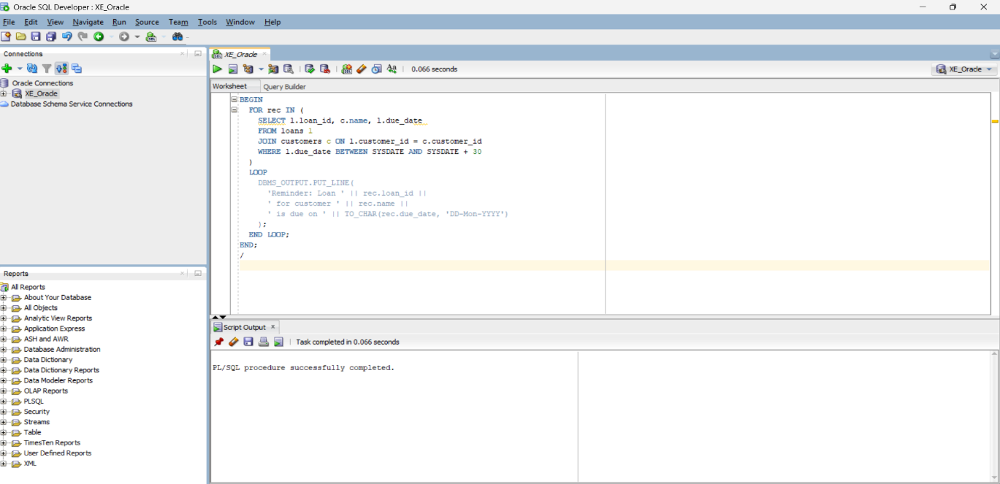 Oracle SQL Developer : XE_Oracle
File Edit View Navigate Run Source Team Tools Window Help
Connections
Oracle Connections
XE_Oracle
Database Schema Service Connections
Reports
All Reports
About Your Database
All Objects
Analytic View Reports
Application Express
ASH and AWR
Database Administration
Data Dictionary
Data Dictionary Reports
Data Modeler Reports
OLAP Reports
PLSQL
Security
Streams
Table
TimesTen Reports
User Defined Reports
XML
XE_Oracle
0.066 seconds
XE_Oracle
Worksheet Query Builder
BEGIN
FOR rec IN (
SELECT l.loan_id, c.name, l.due_date
FROM loans l
JOIN customers c ON l.customer_id = c.customer_id
WHERE l.due_date BETWEEN SYSDATE AND SYSDATE + 30
)
LOOP
DBMS_OUTPUT.PUT_LINE(
'Reminder: Loan ' || rec.loan_id ||
' for customer ' || rec.name ||
' is due on ' || TO_CHAR(rec.due_date, 'DD-Mon-YYYY')
);
END LOOP;
END;
/
Script Output
Task completed in 0.066 seconds
PL/SQL procedure successfully completed.